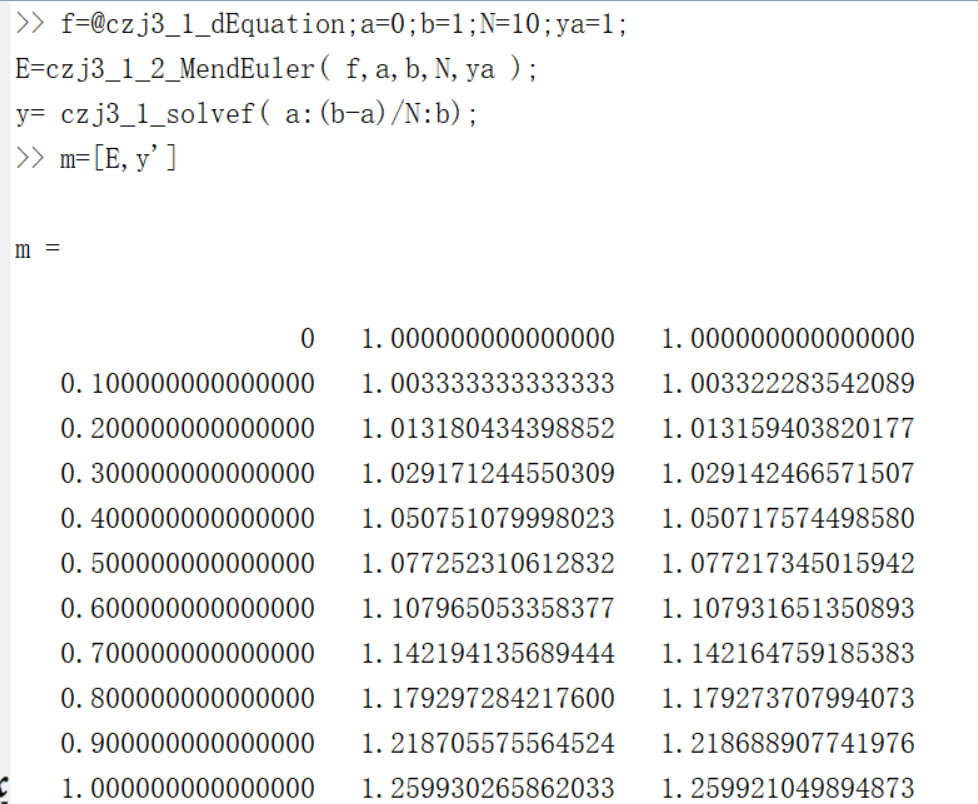 >> f=@czj3_1_dEquation;a=0;b=1;N=10;ya=1;
E=czj3_1_2_MendEuler( f,a,b,N,ya );
y= czj3_1_solvef( a:(b-a)/N:b);
>> m=[E,y']
m =
0 1.000000000000000 1.000000000000000
0.100000000000000 1.003333333333333 1.003322283542089
0.200000000000000 1.013180434398852 1.013159403820177
0.300000000000000 1.029171244550309 1.029142466571507
0.400000000000000 1.050751079998023 1.050717574498580
0.500000000000000 1.077252310612832 1.077217345015942
0.600000000000000 1.107965053358377 1.107931651350893
0.700000000000000 1.142194135689444 1.142164759185383
0.800000000000000 1.179297284217600 1.179273707994073
0.900000000000000 1.218705575564524 1.218688907741976
1.000000000000000 1.259930265862033 1.259921049894873